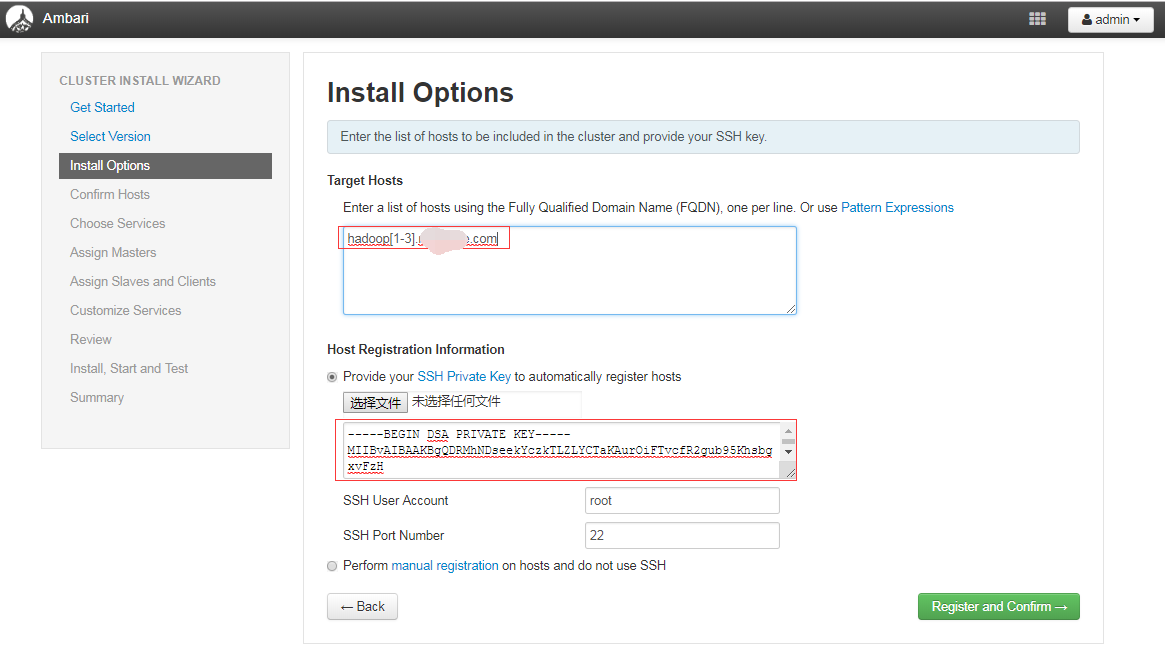 Ambari
admin
CLUSTER INSTALL WIZARD
Get Started
Select Version
Install Options
Confirm Hosts
Choose Services
Assign Masters
Assign Slaves and Clients
Customize Services
Review
Install, Start and Test
Summary
Install Options
Enter the list of hosts to be included in the cluster and provide your SSH key.
Target Hosts
Enter a list of hosts using the Fully Qualified Domain Name (FQDN), one per line. Or use Pattern Expressions
hadoop[1-3]. .com
Host Registration Information
Provide your SSH Private Key to automatically register hosts
选择文件 未选择任何文件
-----BEGIN DSA PRIVATE KEY-----
MIIBvAIBAAKBgQDRMhNDseekYczkTLZLYCTaKAurOiFTvcfR2gub95Khsbg
xvFzH
SSH User Account root
SSH Port Number 22
Perform manual registration on hosts and do not use SSH
← Back
Register and Confirm →